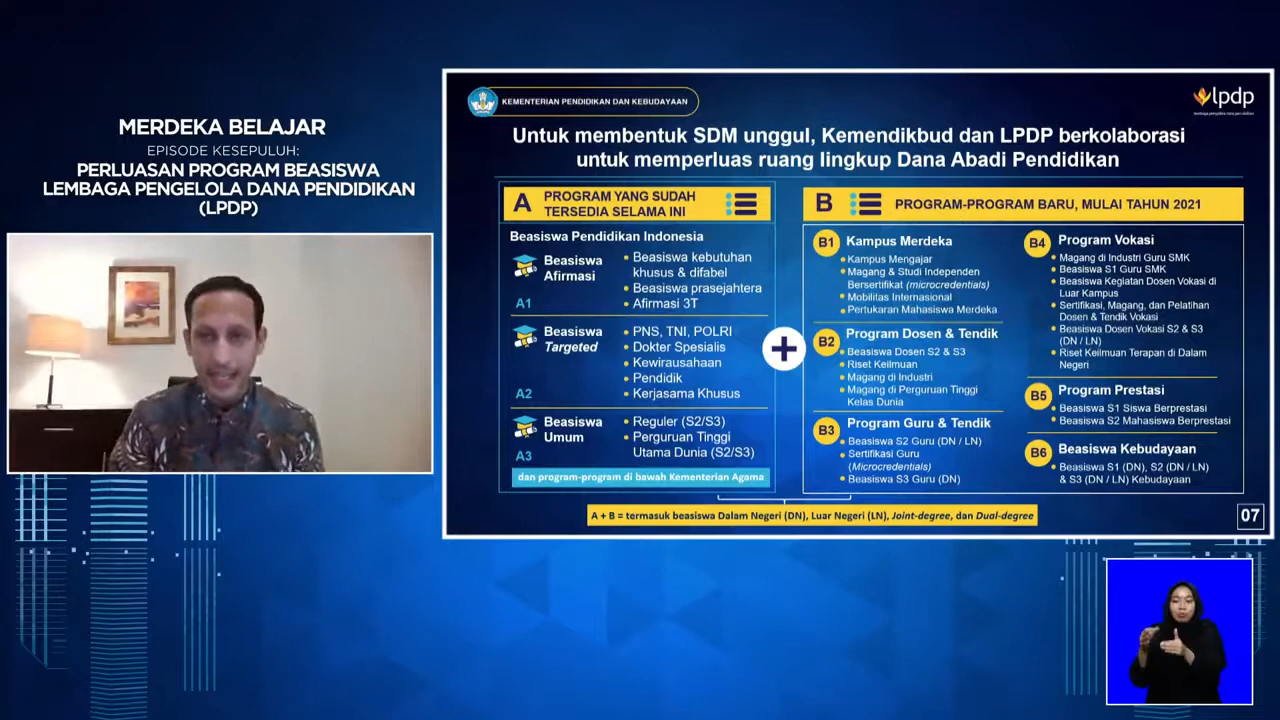 MERDEKA BELAJAR
EPISODE KESEPULUH:
PERLUASAN PROGRAM BEASISWA
LEMBAGA PENGELOLA DANA PENDIDIKAN
(LPDP)
KEMENTERIAN PENDIDIKAN DAN KEBUDAYAAN
lpdp
lembaga pengelola dana pendidikan
Untuk membentuk SDM unggul, Kemendikbud dan LPDP berkolaborasi
untuk memperluas ruang lingkup Dana Abadi Pendidikan
A
PROGRAM YANG SUDAH
TERSEDIA SELAMA INI
Beasiswa Pendidikan Indonesia
Beasiswa
Afirmasi
A1
Beasiswa kebutuhan
khusus & difabel
Beasiswa prasejahtera
Afirmasi 3T
Beasiswa
Targeted
A2
PNS, TNI, POLRI
Dokter Spesialis
Kewirausahaan
Pendidik
Kerjasama Khusus
Beasiswa
Umum
A3
Reguler (S2/S3)
Perguruan Tinggi
Utama Dunia (S2/S3)
dan program-program di bawah Kementerian Agama
+
B
PROGRAM-PROGRAM BARU, MULAI TAHUN 2021
B1
Kampus Merdeka
Kampus Mengajar
Magang & Studi Independen
Bersertifikat (microcredentials)
Mobilitas Internasional
Pertukaran Mahasiswa Merdeka
B2
Program Dosen & Tendik
Beasiswa Dosen S2 & S3
Riset Keilmuan
Magang di Industri
Magang di Perguruan Tinggi
Kelas Dunia
B3
Program Guru & Tendik
Beasiswa S2 Guru (DN / LN)
Sertifikasi Guru
(Microcredentials)
Beasiswa S3 Guru (DN)
B4
Program Vokasi
Magang di Industri Guru SMK
Beasiswa S1 Guru SMK
Beasiswa Kegiatan Dosen Vokasi di
Luar Kampus
Sertifikasi, Magang, dan Pelatihan
Dosen & Tendik Vokasi
Beasiswa Dosen Vokasi S2 & S3
(DN / LN)
Riset Keilmuan Terapan di Dalam
Negeri
B5
Program Prestasi
Beasiswa S1 Siswa Berprestasi
Beasiswa S2 Mahasiswa Berprestasi
B6
Beasiswa Kebudayaan
Beasiswa S1 (DN), S2 (DN / LN)
& S3 (DN / LN) Kebudayaan
A + B = termasuk beasiswa Dalam Negeri (DN), Luar Negeri (LN), Joint-degree, dan Dual-degree
07